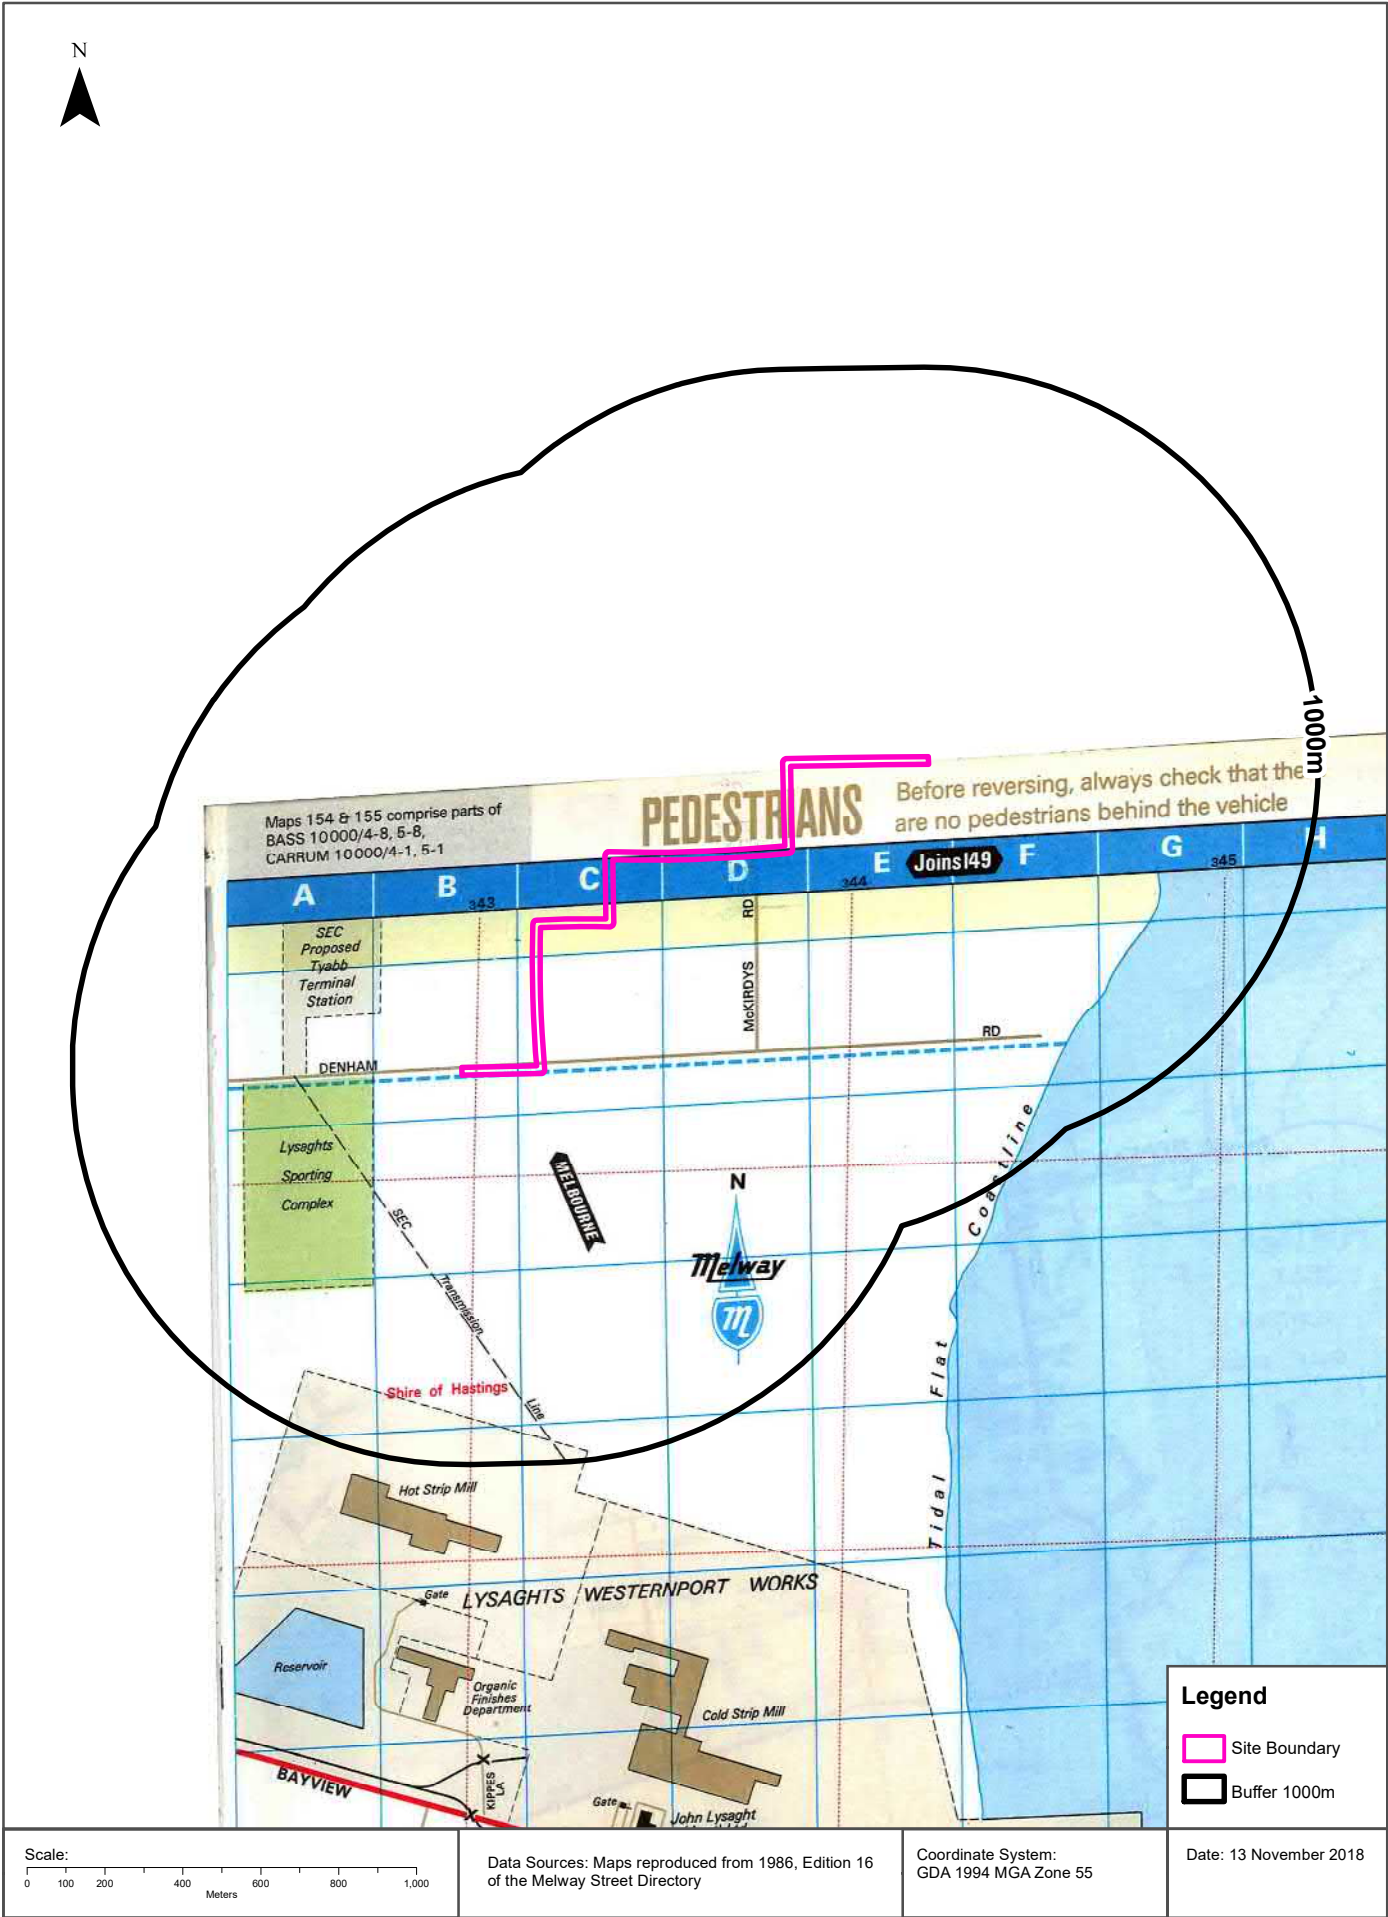 N
1000m
Maps 154 & 155 comprise parts of
BASS 10000/4-8, 5-8,
CARRUM 10000/4-1, 5-1
PEDESTRIANS
Before reversing, always check that the
are no pedestrians behind the vehicle
A
B
C
D
E
Joins149
F
G
H
343
344
345
SEC
Proposed
Tyabb
Terminal
Station
McKIRDYS
RD
DENHAM
RD
Lysaghts
Sporting
Complex
SEC
Transmission
Line
MELBOURNE
N
Melway
m
Coastline
Tidal Flat
Shire of Hastings
Hot Strip Mill
Gate
LYSAGHTS WESTERNPORT WORKS
Reservoir
Organic
Finishes
Department
Cold Strip Mill
BAYVIEW
KIPPES
LA
Gate
John Lysaght
Legend
Site Boundary
Buffer 1000m
Scale:
0 100 200 400 600 800 1,000
Meters
Data Sources: Maps reproduced from 1986, Edition 16
of the Melway Street Directory
Coordinate System:
GDA 1994 MGA Zone 55
Date: 13 November 2018